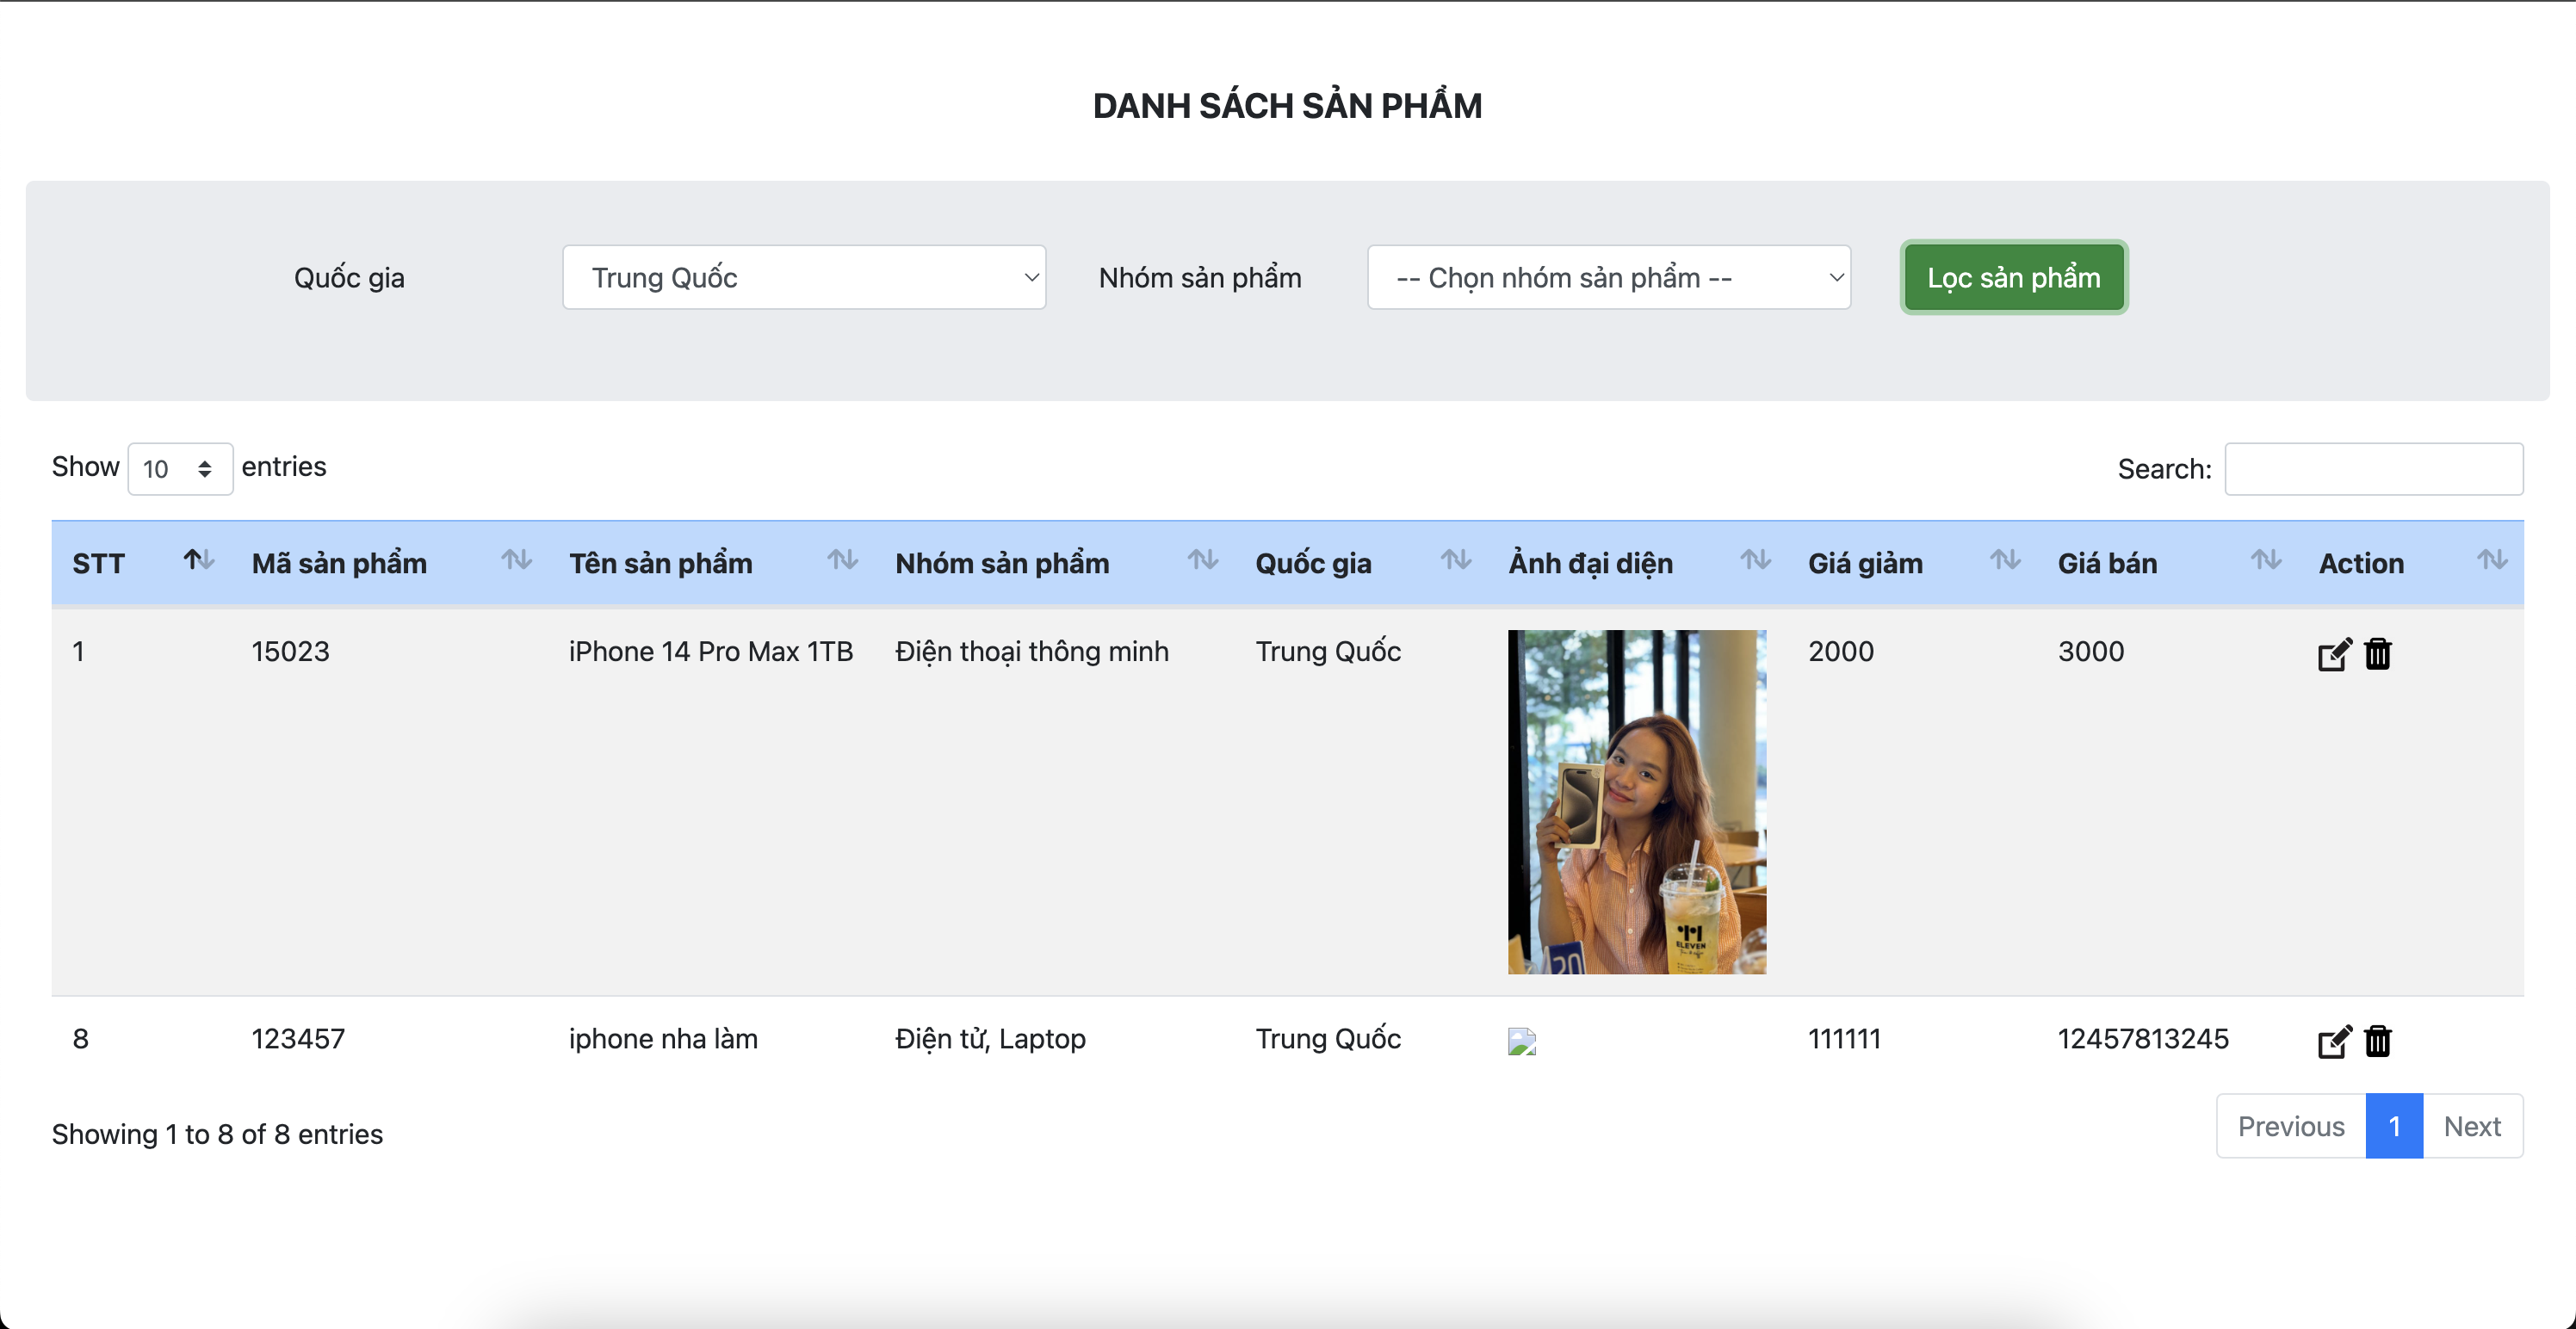 DANH SÁCH SẢN PHẨM
Quốc gia Trung Quốc Nhóm sản phẩm -- Chọn nhóm sản phẩm -- Lọc sản phẩm
Show 10 entries Search:
STT Mã sản phẩm Tên sản phẩm Nhóm sản phẩm Quốc gia Ảnh đại diện Giá giảm Giá bán Action
1 15023 iPhone 14 Pro Max 1TB Điện thoại thông minh Trung Quốc 2000 3000
ELEVEN
20
8 123457 iphone nha làm Điện tử, Laptop Trung Quốc 111111 12457813245
Showing 1 to 8 of 8 entries Previous 1 Next